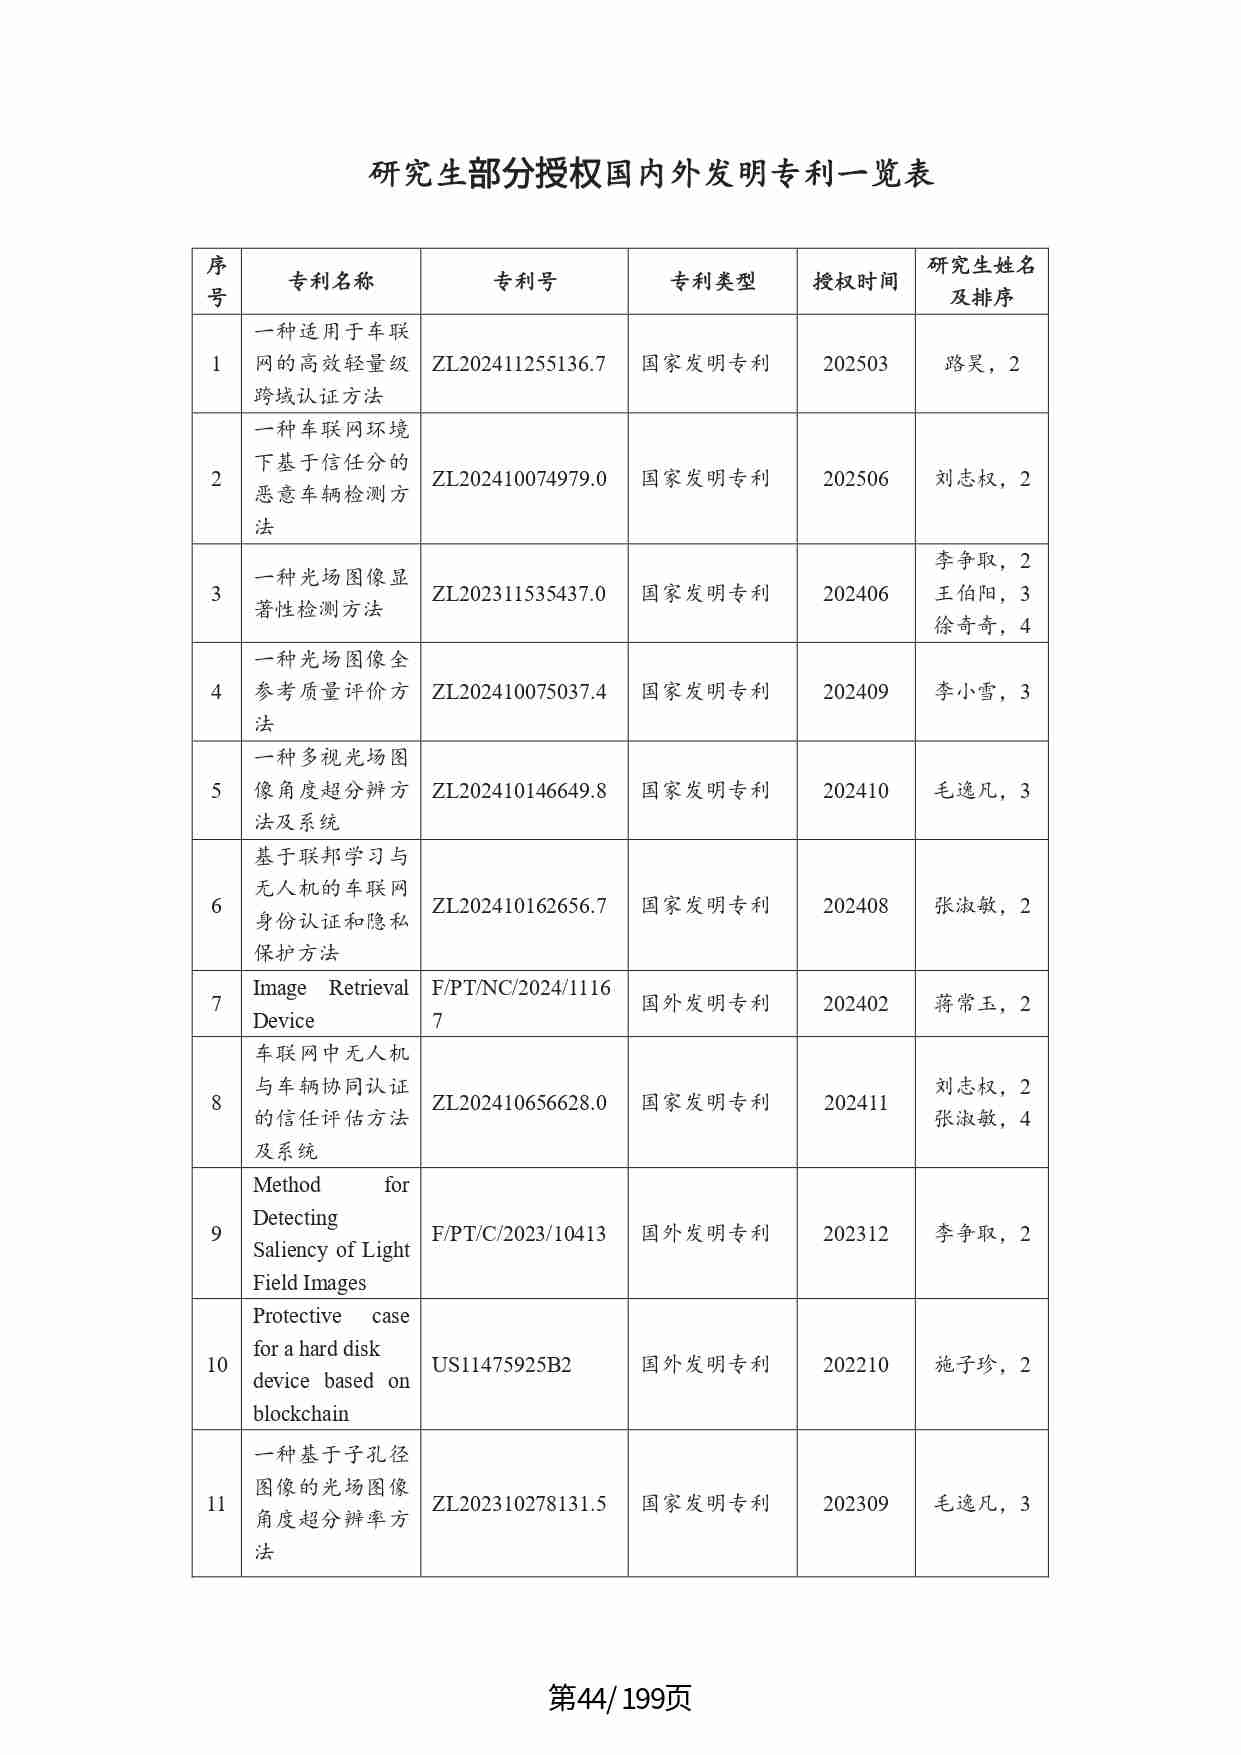 研究生部分授权国内外发明专利一览表
序号 专利名称 专利号 专利类型 授权时间 研究生姓名及排序
1 一种适用于车联网的高效轻量级跨域认证方法 ZL202411255136.7 国家发明专利 202503 路昊，2
2 一种车联网环境下基于信任分的恶意车辆检测方法 ZL202410074979.0 国家发明专利 202506 刘志权，2
3 一种光场图像显著性检测方法 ZL202311535437.0 国家发明专利 202406 李争取，2 王伯阳，3 徐奇奇，4
4 一种光场图像全参考质量评价方法 ZL202410075037.4 国家发明专利 202409 李小雪，3
5 一种多视光场图像角度超分辨方法及系统 ZL202410146649.8 国家发明专利 202410 毛逸凡，3
6 基于联邦学习与无人机的车联网身份认证和隐私保护方法 ZL202410162656.7 国家发明专利 202408 张淑敏，2
7 Image Retrieval Device F/PT/NC/2024/11167 国外发明专利 202402 蒋常玉，2
8 车联网中无人机与车辆协同认证的信任评估方法及系统 ZL202410656628.0 国家发明专利 202411 刘志权，2 张淑敏，4
9 Method for Detecting Saliency of Light Field Images F/PT/C/2023/10413 国外发明专利 202312 李争取，2
10 Protective case for a hard disk device based on blockchain US11475925B2 国外发明专利 202210 施子珍，2
11 一种基于子孔径图像的光场图像角度超分辨率方法 ZL202310278131.5 国家发明专利 202309 毛逸凡，3
第44/ 199页